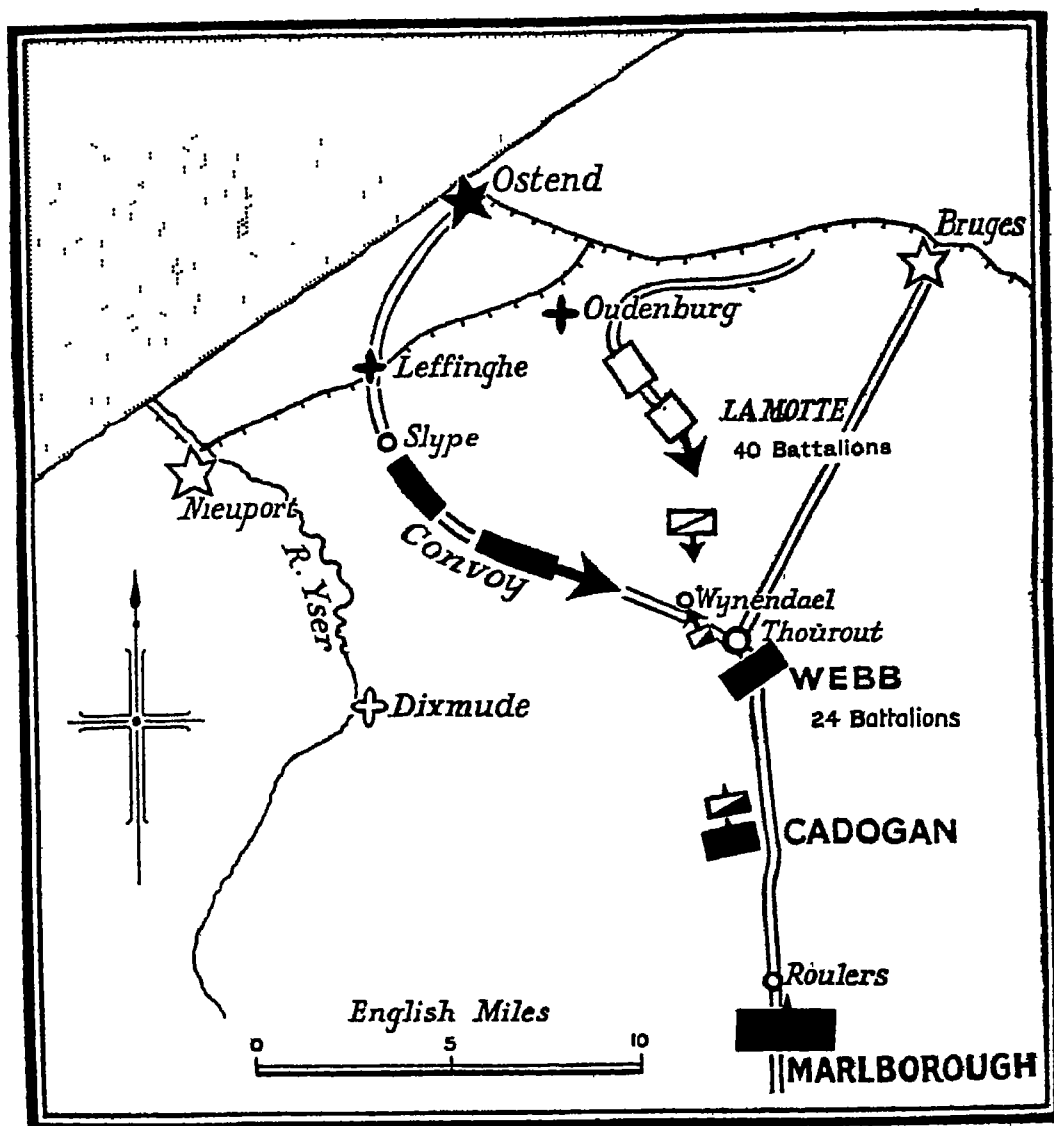 Ostend
Bruges
Oudenburg
Leffinghe
LA MOTTE
40 Battalions
Slype
Nieuport
Convoy
R. Yser
Wynendael
Thourout
WEBB
24 Battalions
Dixmude
CADOGAN
Roulers
English Miles
0 5 10
MARLBOROUGH